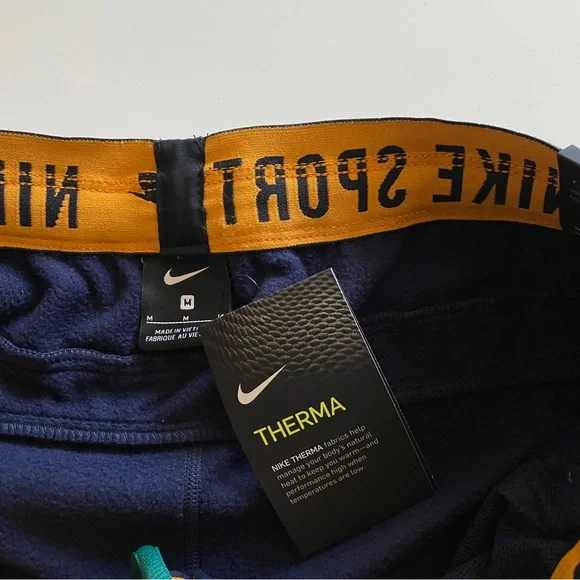 NIKE SPORT
NIK
M
M M
MADE IN VIET
FABRIQUE AU VIE
THERMA
NIKE THERMA fabrics help
manage your body's natural
heat to keep you warm—and
performance high when
temperatures are low.